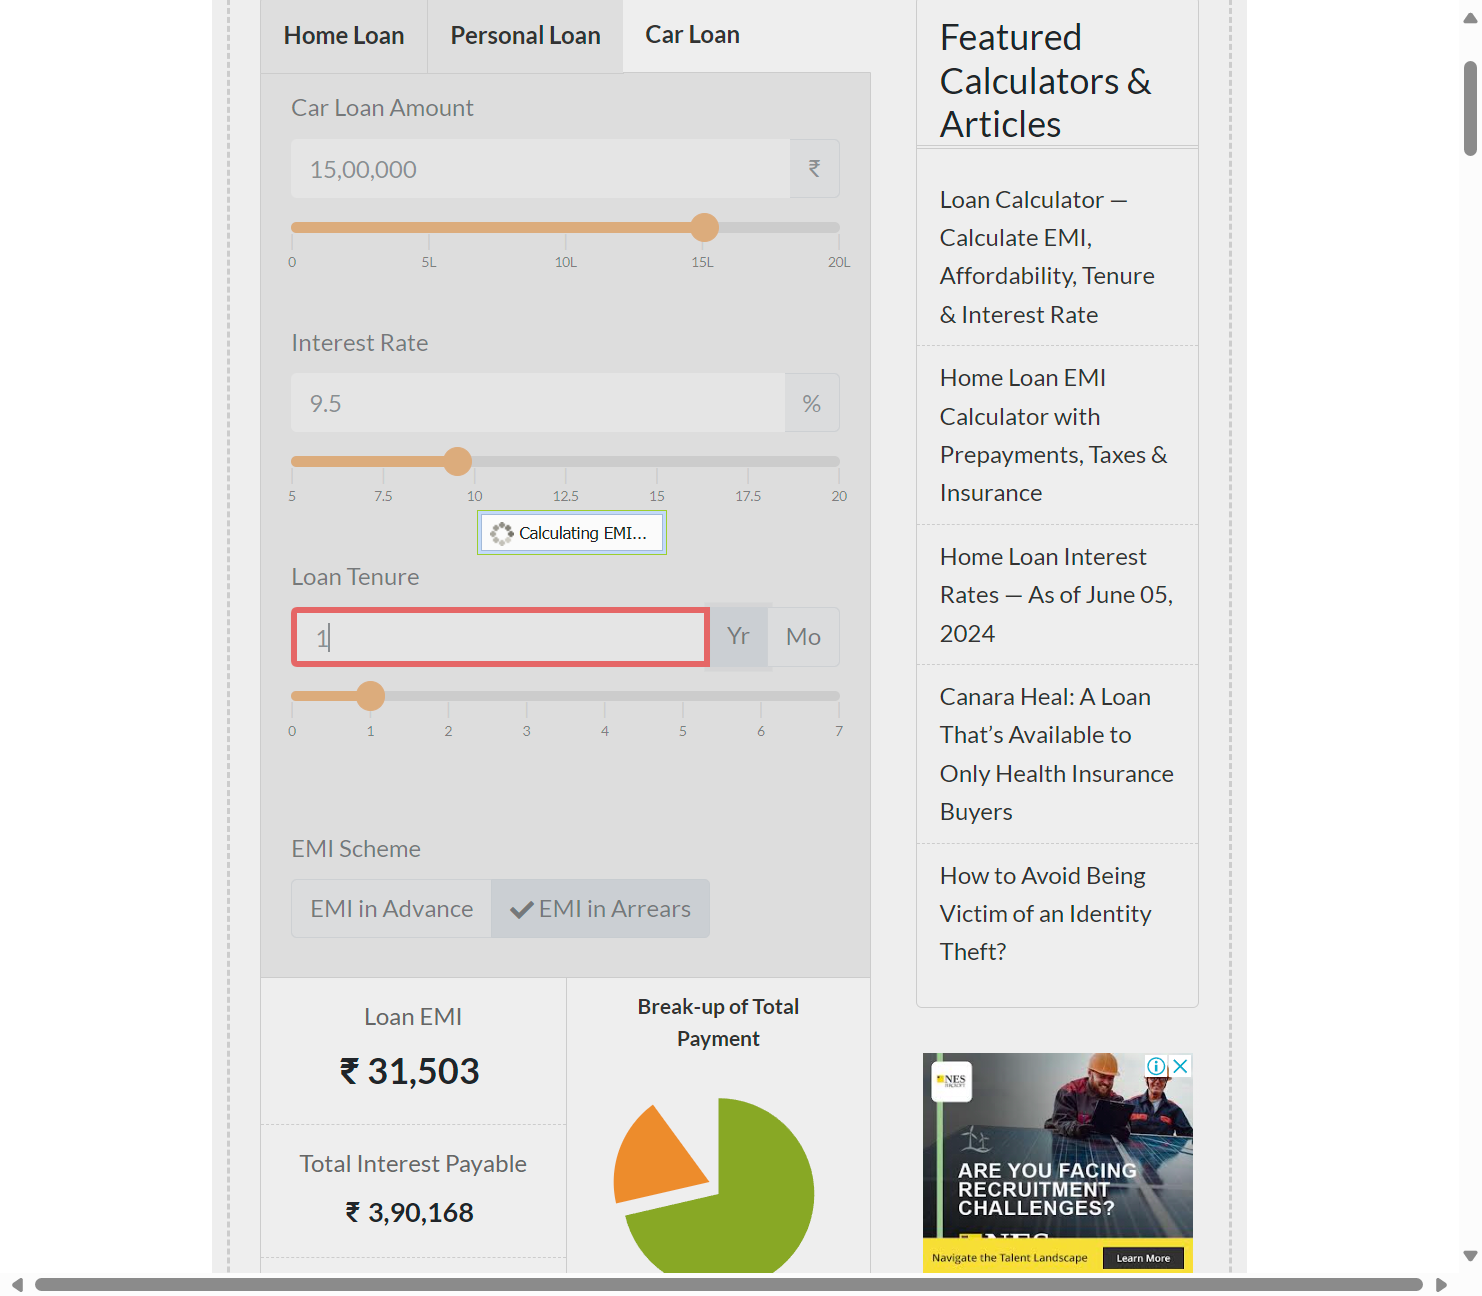 Home Loan
Personal Loan
Car Loan
Car Loan Amount
15,00,000
₹
0
5L
10L
15L
20L
Interest Rate
9.5
%
5
7.5
10
12.5
15
17.5
20
Calculating EMI...
Loan Tenure
1
Yr
Mo
0
1
2
3
4
5
6
7
EMI Scheme
EMI in Advance
EMI in Arrears
Loan EMI
₹ 31,503
Total Interest Payable
₹ 3,90,168
Break-up of Total
Payment
Featured
Calculators &
Articles
Loan Calculator —
Calculate EMI,
Affordability, Tenure
& Interest Rate
Home Loan EMI
Calculator with
Prepayments, Taxes &
Insurance
Home Loan Interest
Rates — As of June 05,
2024
Canara Heal: A Loan
That’s Available to
Only Health Insurance
Buyers
How to Avoid Being
Victim of an Identity
Theft?
NES
ARE YOU FACING
RECRUITMENT
CHALLENGES?
NES
Navigate the Talent Landscape
Learn More